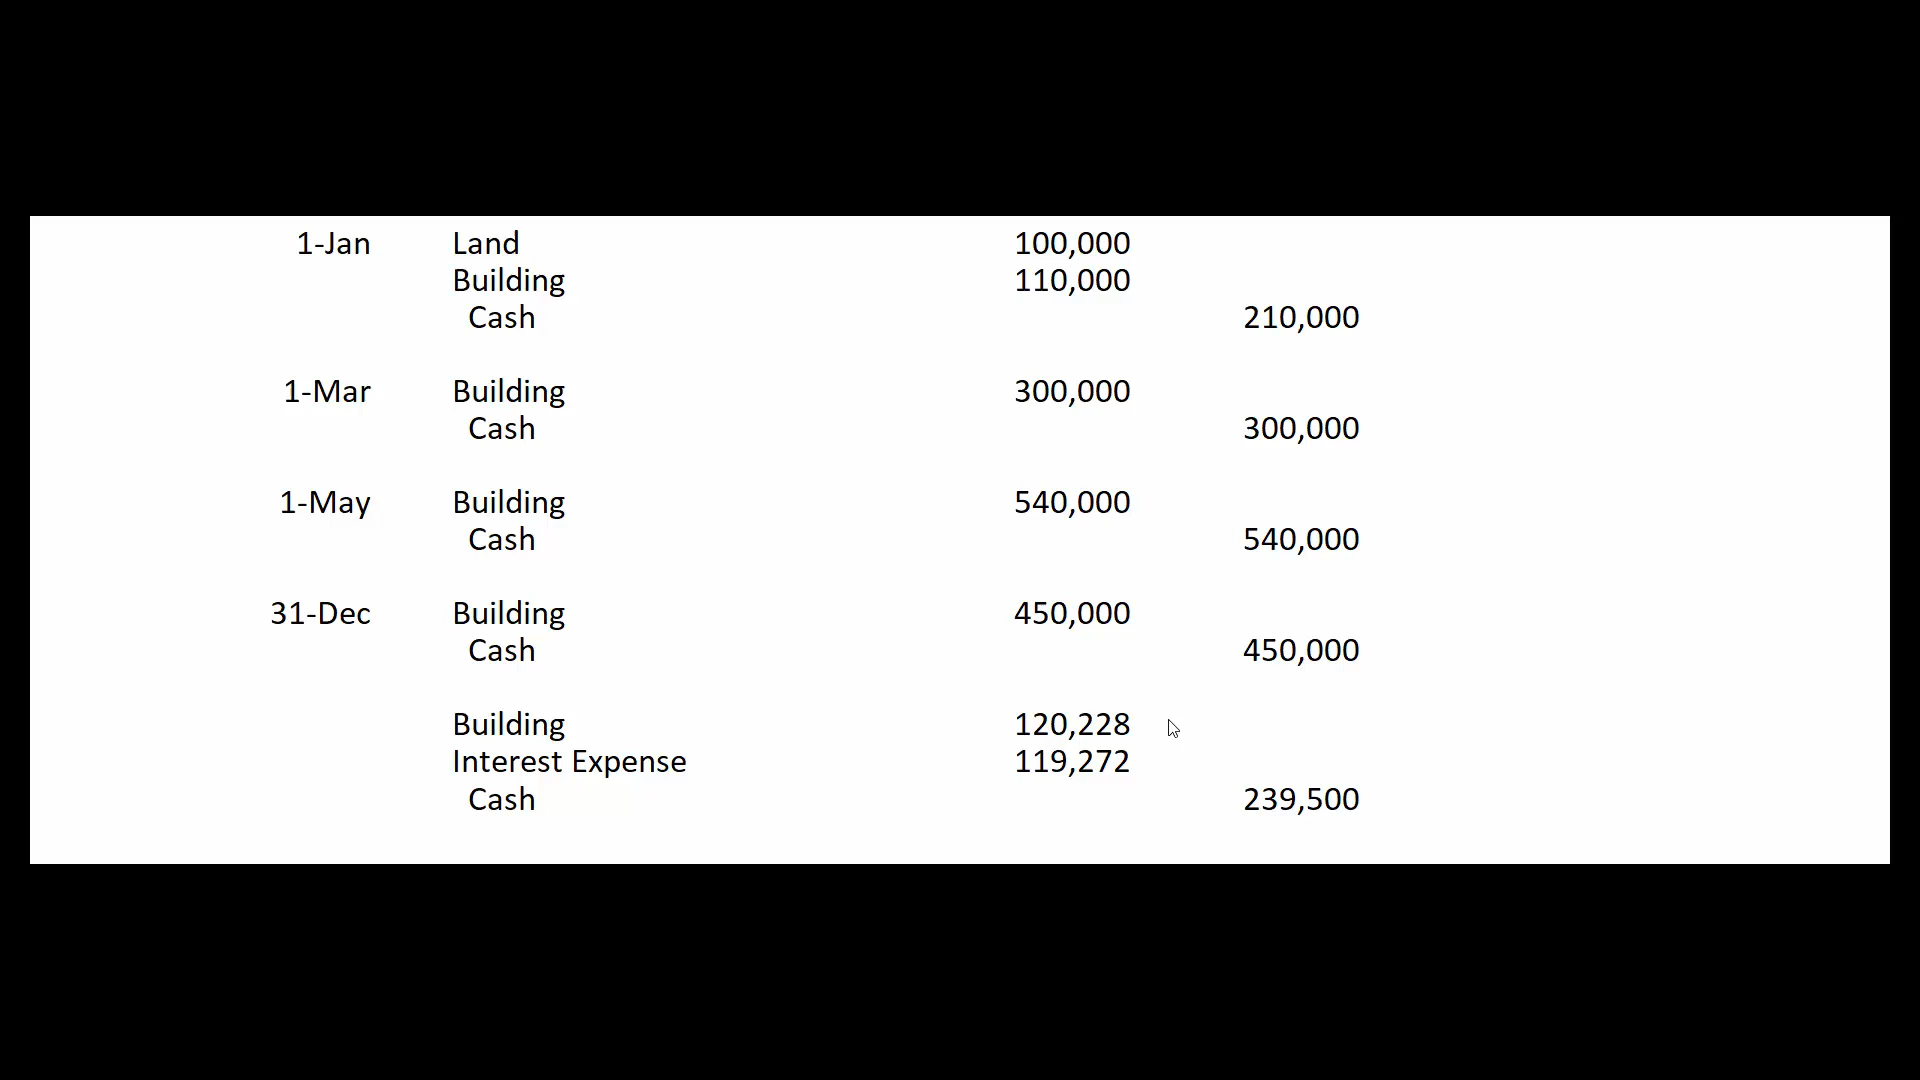 1-Jan Land 100,000
Building 110,000
Cash 210,000
1-Mar Building 300,000
Cash 300,000
1-May Building 540,000
Cash 540,000
31-Dec Building 450,000
Cash 450,000
Building 120,228
Interest Expense 119,272
Cash 239,500